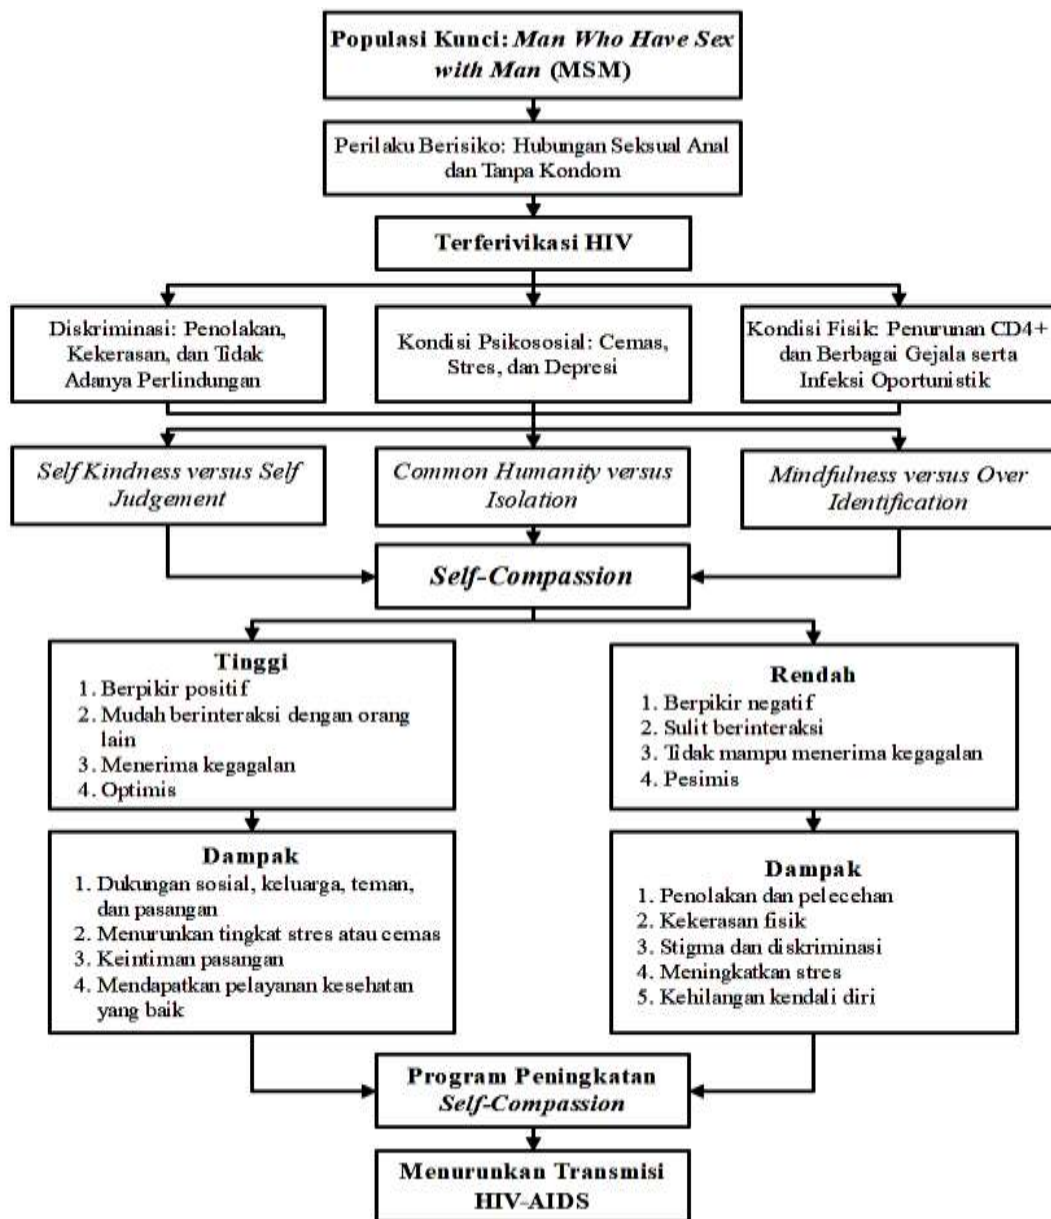 Populasi Kunci: Man Who Have Sex
with Man (MSM)
Perilaku Berisiko: Hubungan Seksual Anal
dan Tanpa Kondom
Terferivikasi HIV
Diskriminasi: Penolakan,
Kekerasan, dan Tidak
Adanya Perlindungan
Kondisi Psikososial: Cemas,
Stres, dan Depresi
Kondisi Fisik: Penurunan CD4+
dan Berbagai Gejala serta
Infeksi Oportunistik
Self Kindness versus Self
Judgement
Common Humanity versus
Isolation
Mindfulness versus Over
Identification
Self-Compassion
Tinggi
1. Berpikir positif
2. Mudah berinteraksi dengan orang
lain
3. Menerima kegagalan
4. Optimis
Rendah
1. Berpikir negatif
2. Sulit berinteraksi
3. Tidak mampu menerima kegagalan
4. Pesimis
Dampak
1. Dukungan sosial, keluarga, teman,
dan pasangan
2. Menurunkan tingkat stres atau cemas
3. Keintiman pasangan
4. Mendapatkan pelayanan kesehatan
yang baik
Dampak
1. Penolakan dan pelecehan
2. Kekerasan fisik
3. Stigma dan diskriminasi
4. Meningkatkan stres
5. Kehilangan kendali diri
Program Peningkatan
Self-Compassion
Menurunkan Transmisi
HIV-AIDS